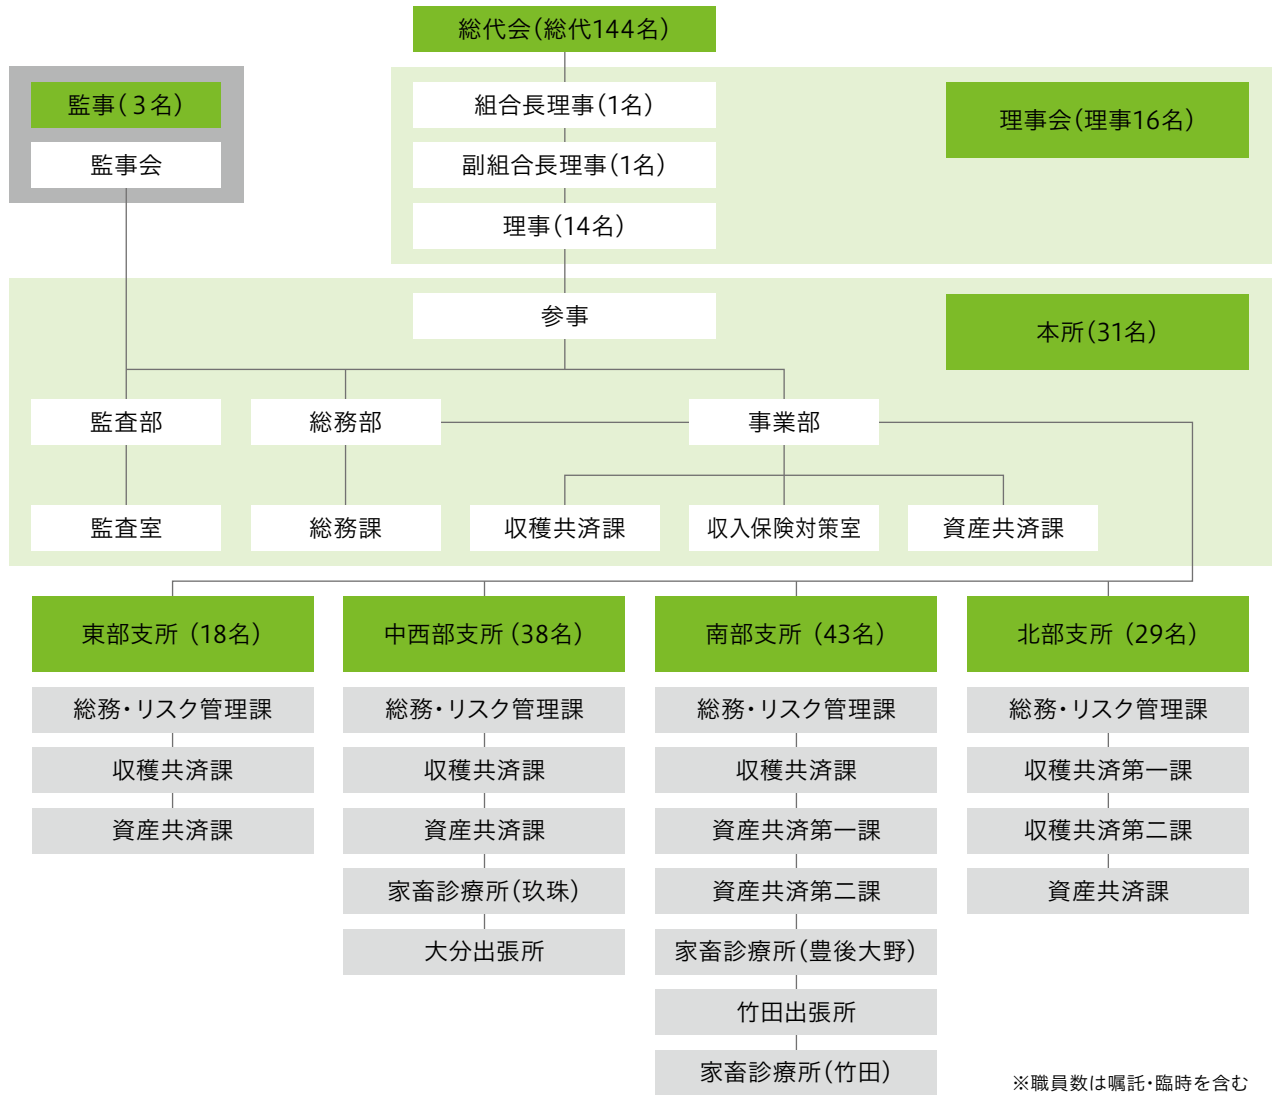 総代会(総代144名)
監事(3名)
監事会
組合長理事(1名)
副組合長理事(1名)
理事(14名)
理事会(理事16名)
参事
本所(31名)
監査部
総務部
事業部
監査室
総務課
収穫共済課
収入保険対策室
資産共済課
東部支所(18名)
総務・リスク管理課
収穫共済課
資産共済課
中西部支所(38名)
総務・リスク管理課
収穫共済課
資産共済課
家畜診療所(玖珠)
大分出張所
南部支所(43名)
総務・リスク管理課
収穫共済課
資産共済第一課
資産共済第二課
家畜診療所(豊後大野)
竹田出張所
家畜診療所(竹田)
北部支所(29名)
総務・リスク管理課
収穫共済第一課
収穫共済第二課
資産共済課
※職員数は嘱託・臨時を含む